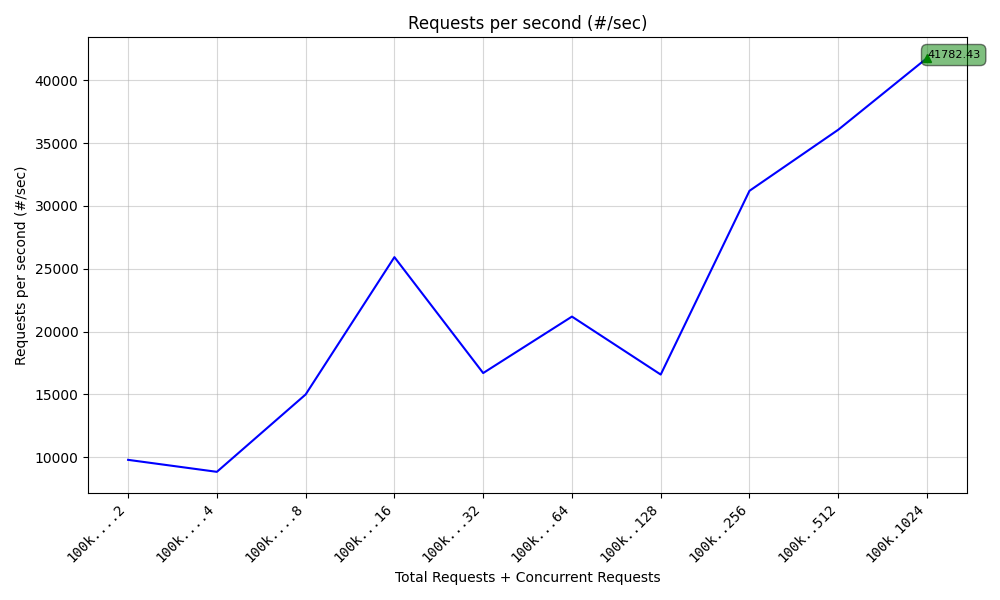 Requests per second (#/sec)
41782.43
40000
35000
30000
25000
20000
15000
10000
Requests per second (#/sec)
100k....2
100k....4
100k....8
100k...16
100k...32
100k...64
100k..128
100k..256
100k..512
100k.1024
Total Requests + Concurrent Requests